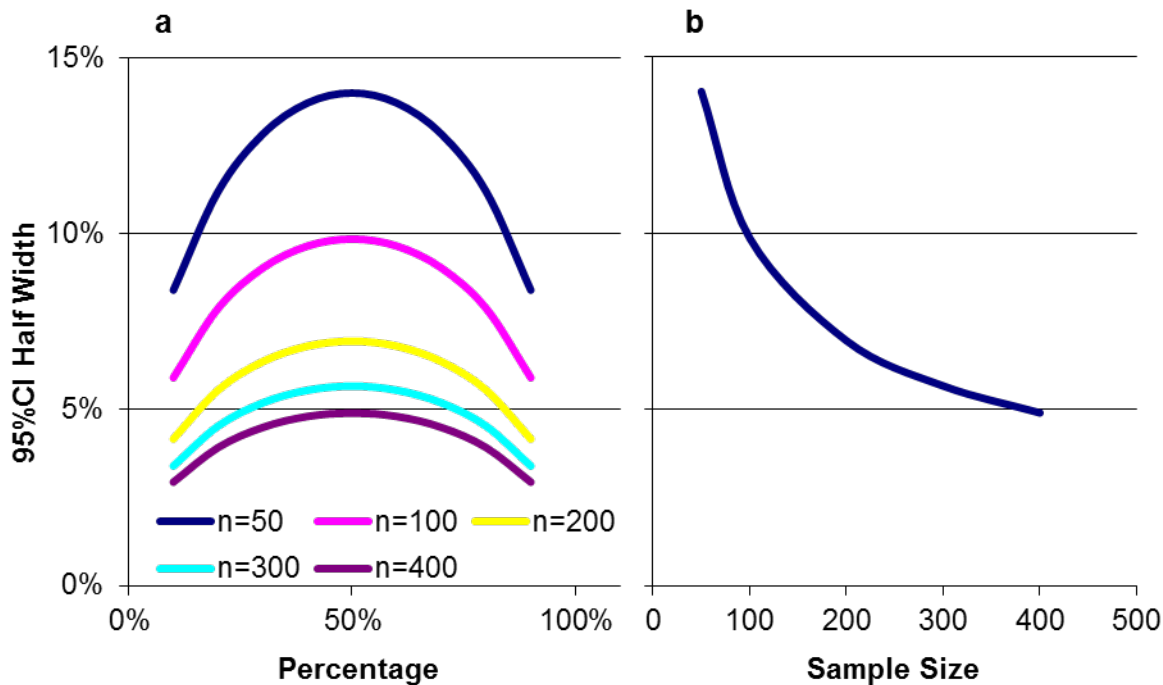 a
b
95%CI Half Width
15%
10%
5%
0%
n=50 n=100 n=200
n=300 n=400
0% 50% 100%
Percentage
0 100 200 300 400 500
Sample Size